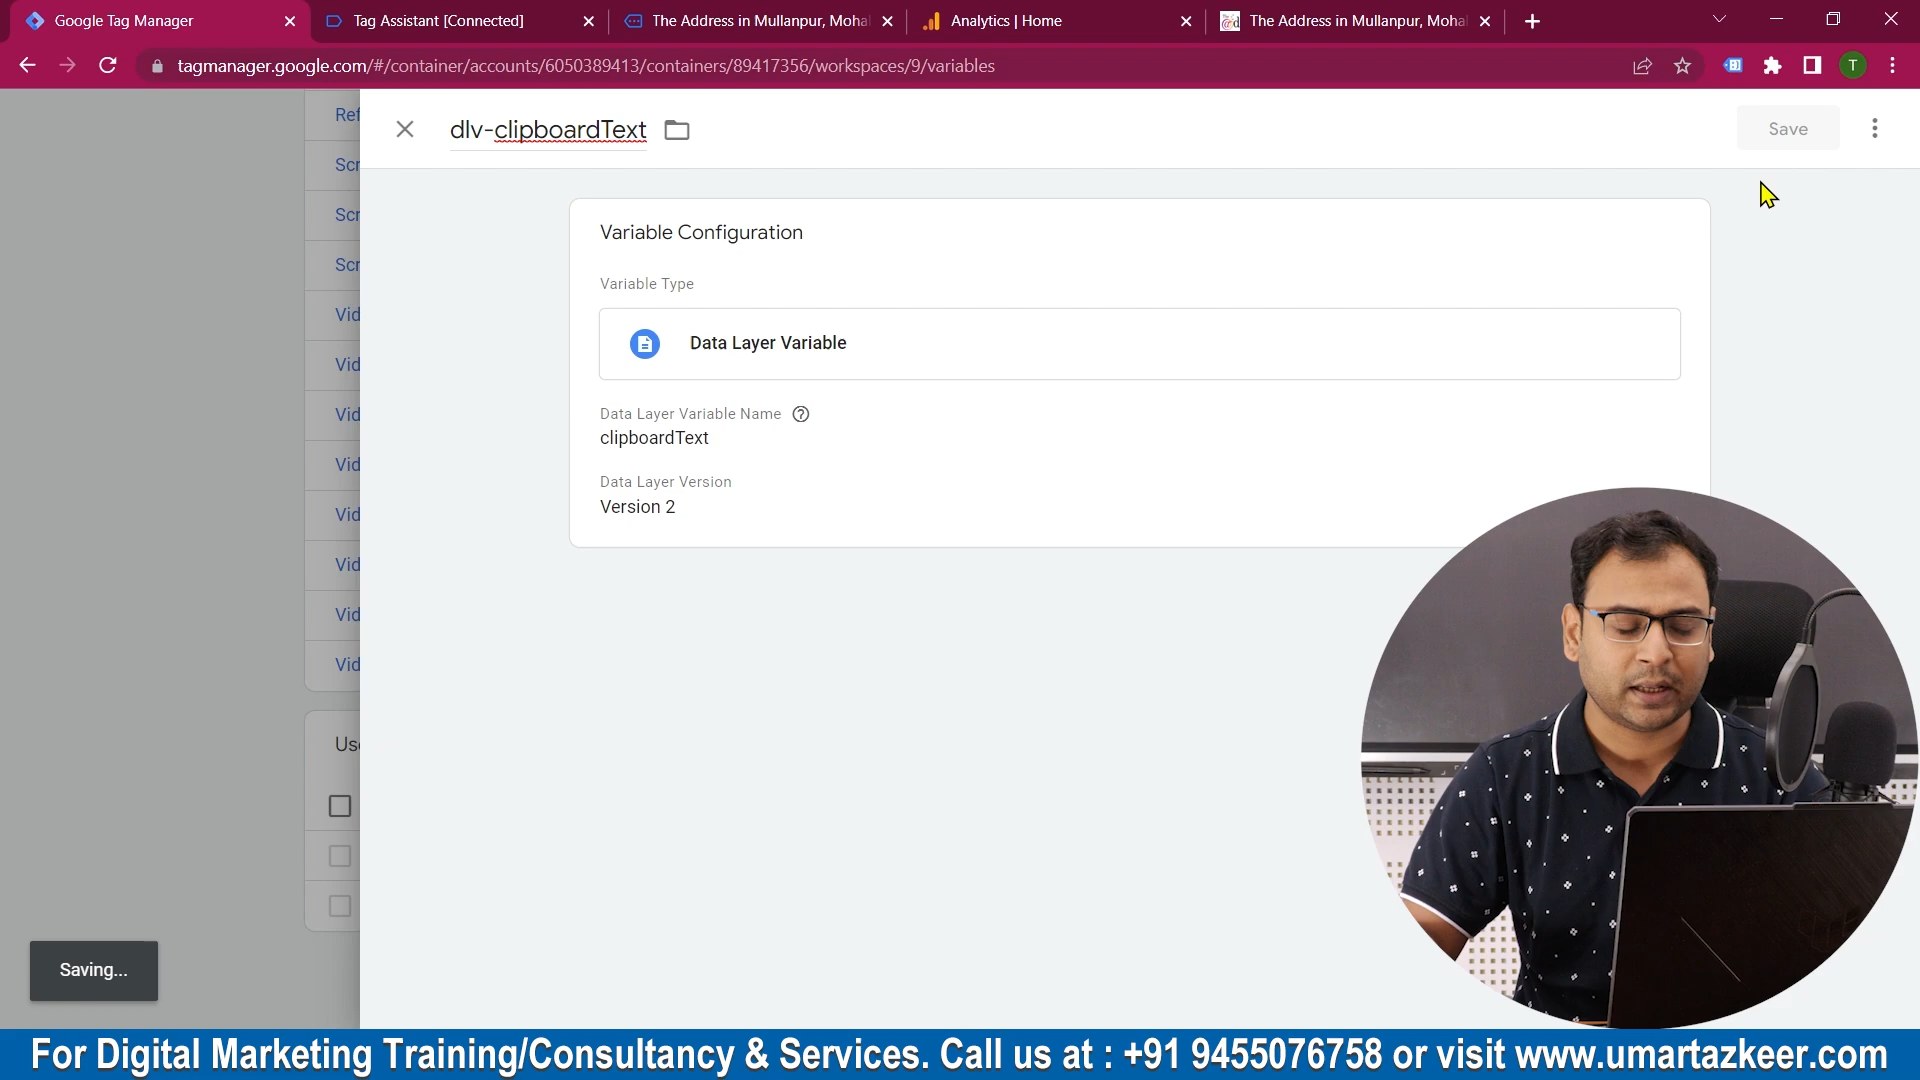 Google Tag Manager
Tag Assistant [Connected]
The Address in Mullanpur, Mohal
Analytics | Home
The Address in Mullanpur, Mohal
tagmanager.google.com/#/container/accounts/6050389413/containers/89417356/workspaces/9/variables
T
dlv-clipboardText
Save
Ref
Scr
Scr
Scr
Vid
Vid
Vid
Vid
Vid
Vid
Vid
Vid
Use
Variable Configuration
Variable Type
Data Layer Variable
Data Layer Variable Name
clipboardText
Data Layer Version
Version 2
Saving...
For Digital Marketing Training/Consultancy & Services. Call us at : +91 9455076758 or visit www.umartazkeer.com